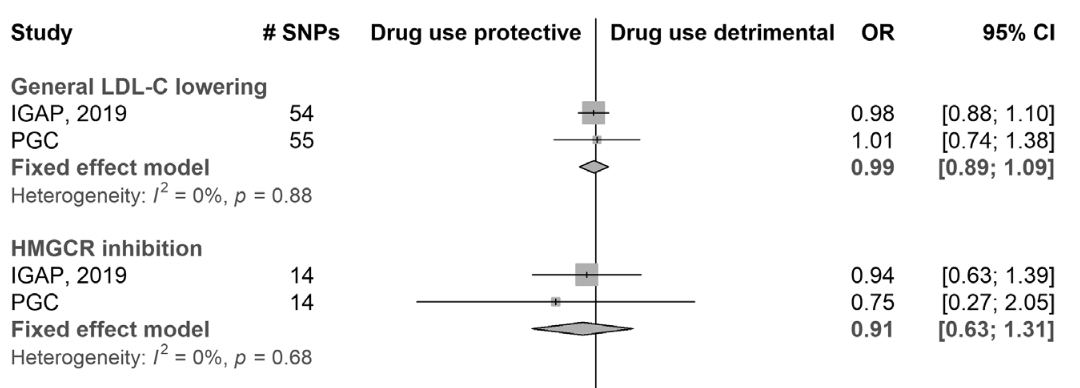 Study # SNPs Drug use protective Drug use detrimental OR 95% CI
General LDL-C lowering
IGAP, 2019 54 0.98 [0.88; 1.10]
PGC 55 1.01 [0.74; 1.38]
Fixed effect model 0.99 [0.89; 1.09]
Heterogeneity: I² = 0%, p = 0.88
HMGCR inhibition
IGAP, 2019 14 0.94 [0.63; 1.39]
PGC 14 0.75 [0.27; 2.05]
Fixed effect model 0.91 [0.63; 1.31]
Heterogeneity: I² = 0%, p = 0.68